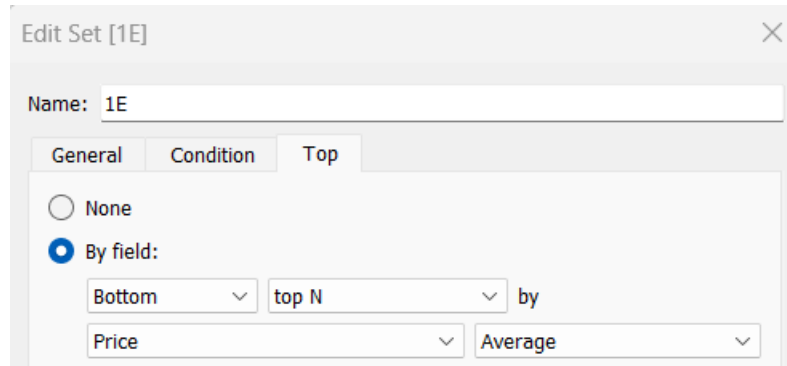 Edit Set [1E]
Name: 1E
General Condition Top
None
By field:
Bottom top N by
Price Average